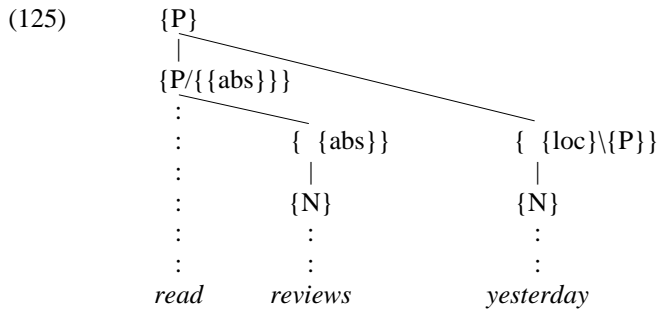 (125) {P}
{P/{{abs}}}
{ {abs}} { {loc}\{P}}
{N} {N}
read reviews yesterday